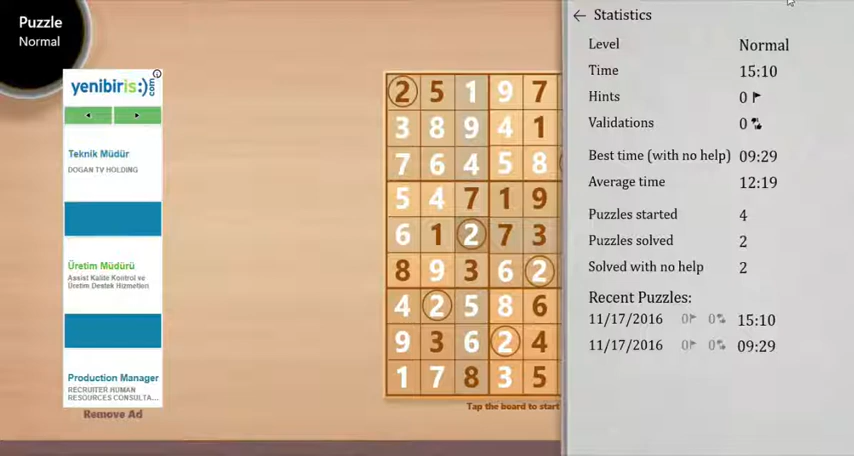 Puzzle
Normal
yenibiris:)
com
Teknik Müdür
DOGAN TV HOLDING
Üretim Müdürü
Assist Kalite Kontrol ve
Üretim Destek Hizmetleri
Production Manager
RECRUITER HUMAN
RESOURCES CONSULTA...
Remove Ad
2 5 1 9 7
3 8 9 4 1
7 6 4 5 8
5 4 7 1 9
6 1 2 7 3
8 9 3 6 2
4 2 5 8 6
9 3 6 2 4
1 7 8 3 5
Tap the board to start
Statistics
Level Normal
Time 15:10
Hints 0
Validations 0
Best time (with no help) 09:29
Average time 12:19
Puzzles started 4
Puzzles solved 2
Solved with no help 2
Recent Puzzles:
11/17/2016 0 0 15:10
11/17/2016 0 0 09:29